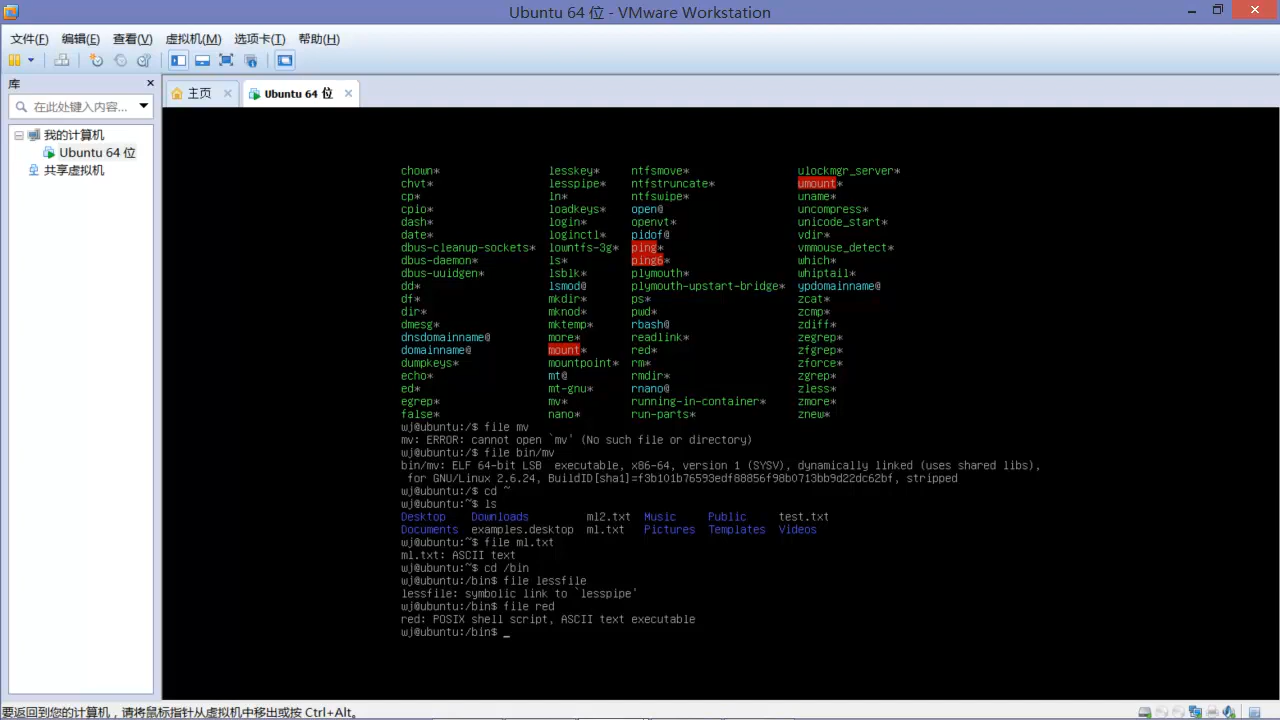 Ubuntu 64 位 - VMware Workstation
文件(F) 编辑(E) 查看(V) 虚拟机(M) 选项卡(T) 帮助(H)
库
在此处键入内容...
我的计算机
Ubuntu 64 位
共享虚拟机
主页 Ubuntu 64 位
chown* lesskey* ntfsmove* ulockmgr_server*
chvt* lesspipe* ntfstruncate* umount*
cp* ln* ntfswipe* uname*
cpio* loadkeys* open@ uncompress*
dash* login* openvt* unicode_start*
date* loginctl* pidof@ vdir*
dbus-cleanup-sockets* lowntfs-3g* ping* vmmouse_detect*
dbus-daemon* ls* ping6* which*
dbus-uuidgen* lsblk* plymouth* whiptail*
dd* lsmod@ plymouth-upstart-bridge* ypdomainname@
df* mkdir* ps* zcat*
dir* mknod* pwd* zcmp*
dmesg* mktemp* rbash@ zdiff*
dnsdomainname@ more* readlink* zegrep*
domainname@ mount* red* zfgrep*
dumpkeys* mountpoint* rm* zforce*
echo* mt@ rmdir* zgrep*
ed* mt-gnu* rnano@ zless*
egrep* mv* running-in-container* zmore*
false* nano* run-parts* znew*
wj@ubuntu:/$ file mv
mv: ERROR: cannot open `mv' (No such file or directory)
wj@ubuntu:/$ file bin/mv
bin/mv: ELF 64-bit LSB  executable, x86-64, version 1 (SYSV), dynamically linked (uses shared libs),
 for GNU/Linux 2.6.24, BuildID[sha1]=f3b101b76593edf88856f98b0713bb9d22dc62bf, stripped
wj@ubuntu:/$ cd ~
wj@ubuntu:~$ ls
Desktop Downloads ml2.txt Music Public test.txt
Documents examples.desktop ml.txt Pictures Templates Videos
wj@ubuntu:~$ file ml.txt
ml.txt: ASCII text
wj@ubuntu:~$ cd /bin
wj@ubuntu:/bin$ file lessfile
lessfile: symbolic link to `lesspipe'
wj@ubuntu:/bin$ file red
red: POSIX shell script, ASCII text executable
wj@ubuntu:/bin$ _
要返回到您的计算机，请将鼠标指针从虚拟机中移出或按 Ctrl+Alt。